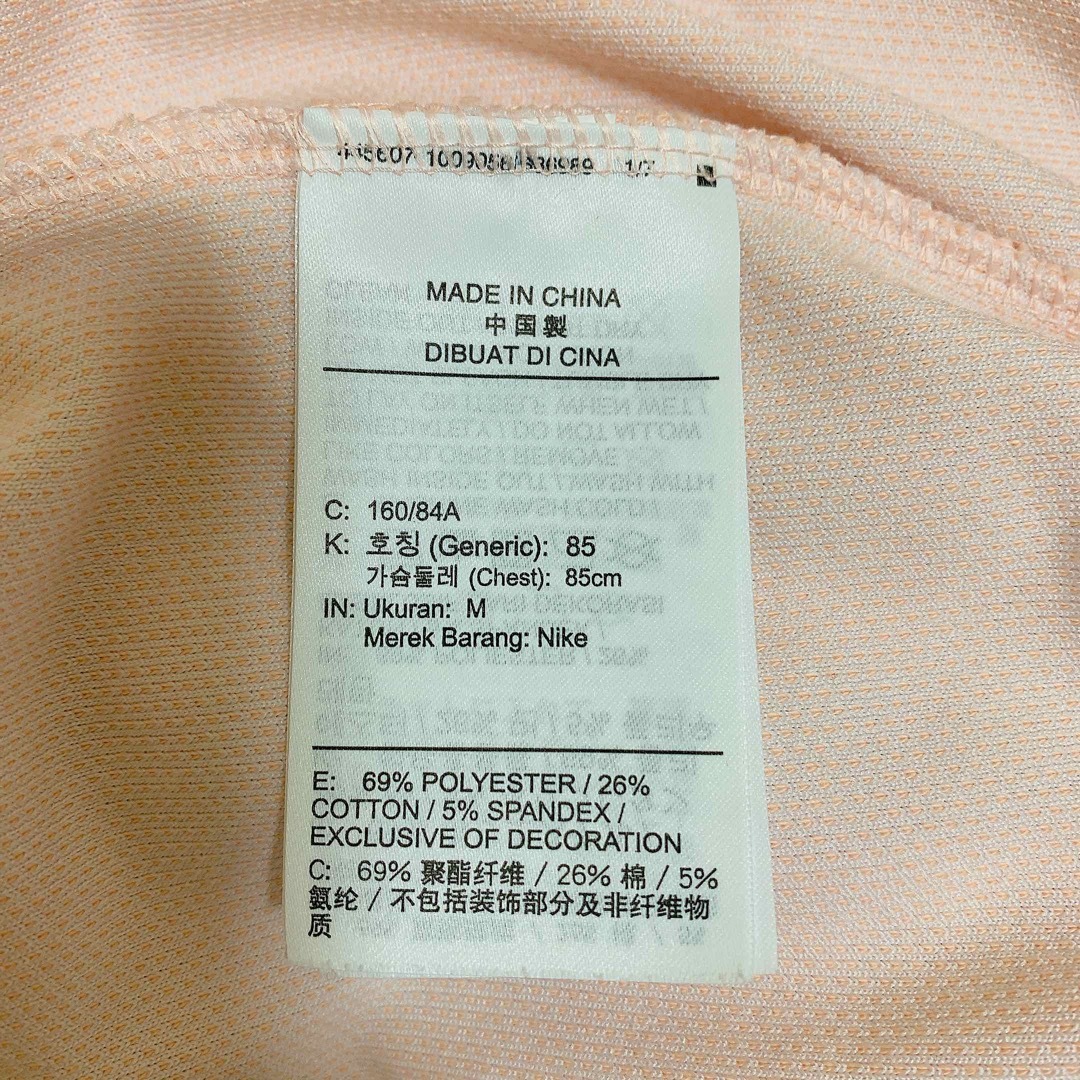 1/7
MADE IN CHINA
中国製
DIBUAT DI CINA
C: 160/84A
K: 호칭 (Generic): 85
가슴둘레 (Chest): 85cm
IN: Ukuran: M
Merek Barang: Nike
E: 69% POLYESTER / 26%
COTTON / 5% SPANDEX /
EXCLUSIVE OF DECORATION
C: 69% 聚酯纤维 / 26% 棉 / 5%
氨纶 / 不包括装饰部分及非纤维物
质